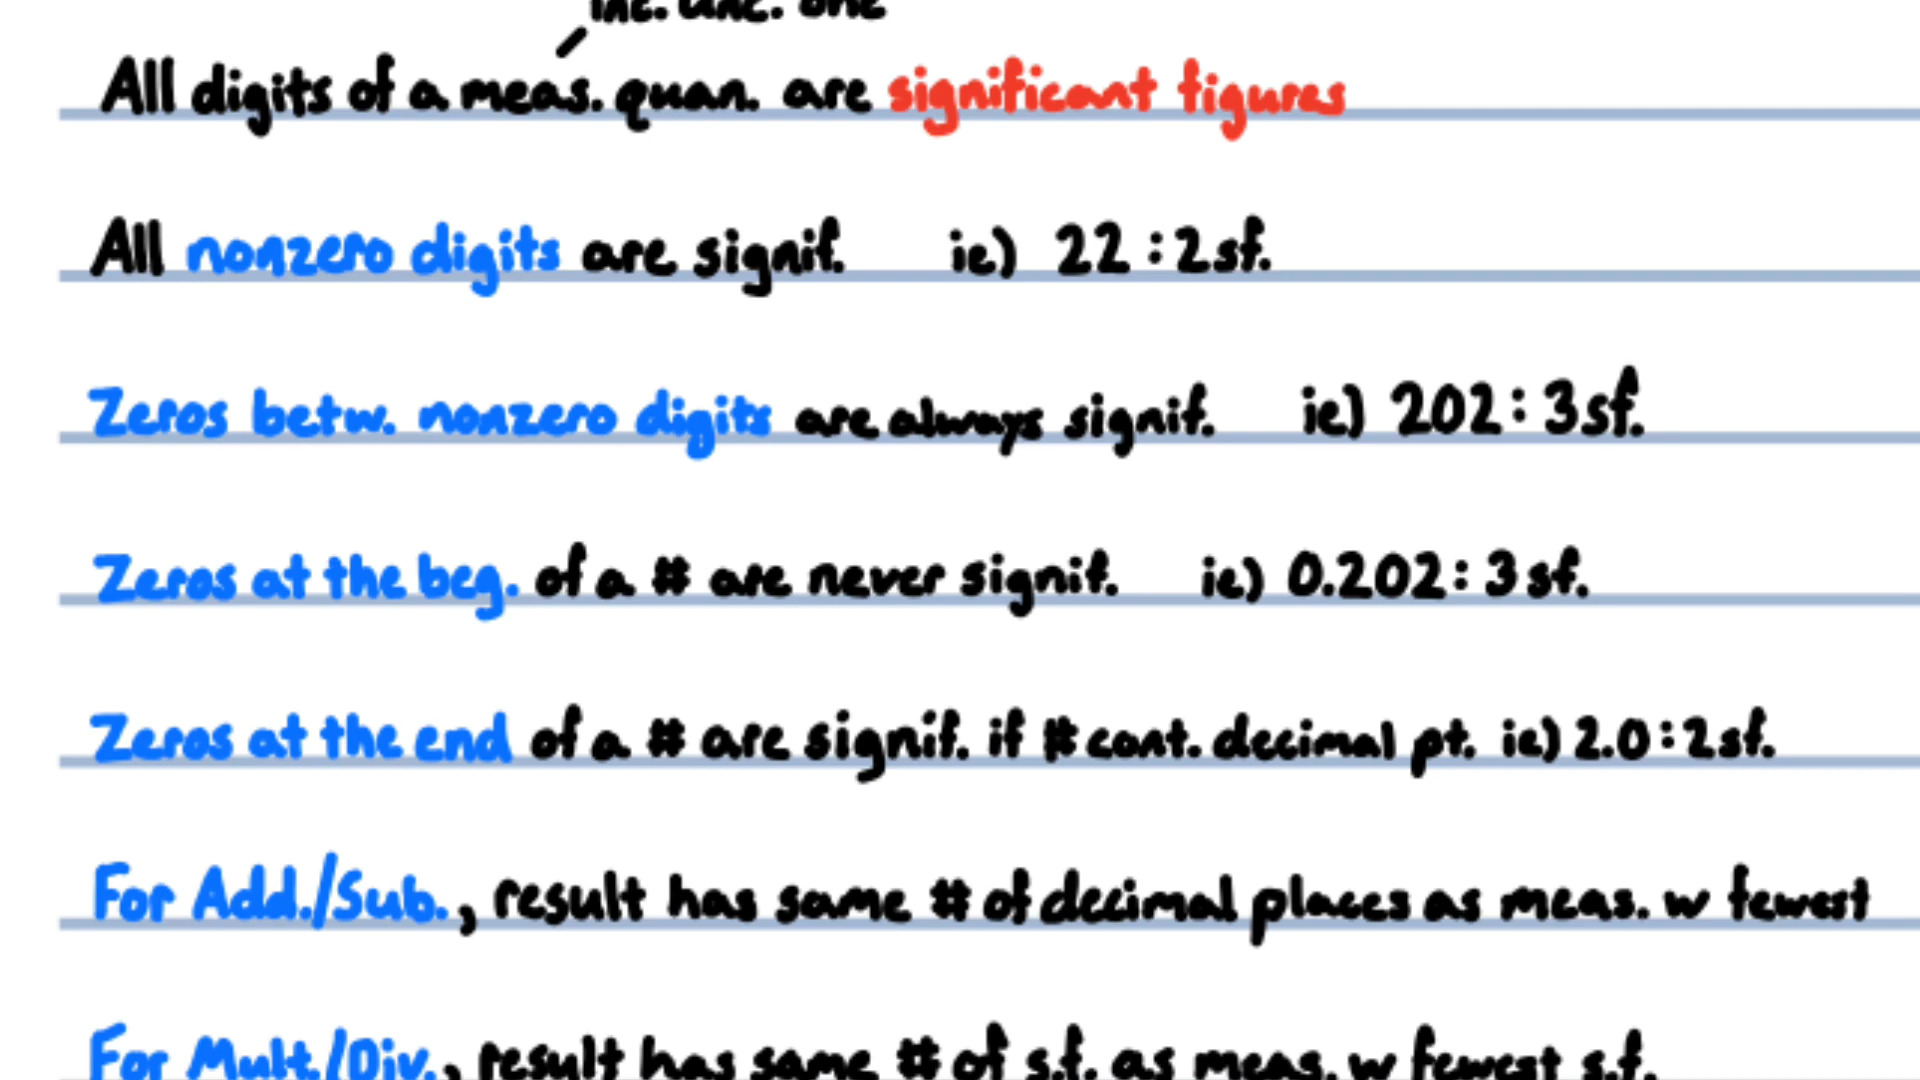 inc. unc. one
All digits of a meas. quan. are significant figures
All nonzero digits are signif. ie) 22 : 2sf.
Zeros betw. nonzero digits are always signif. ie) 202 : 3sf.
Zeros at the beg. of a # are never signif. ie) 0.202 : 3sf.
Zeros at the end of a # are signif. if # cont. decimal pt. ie) 2.0 : 2sf.
For Add./Sub., result has same # of decimal places as meas. w fewest
For Mult./Div., result has same # of s.f. as meas. w fewest s.f.